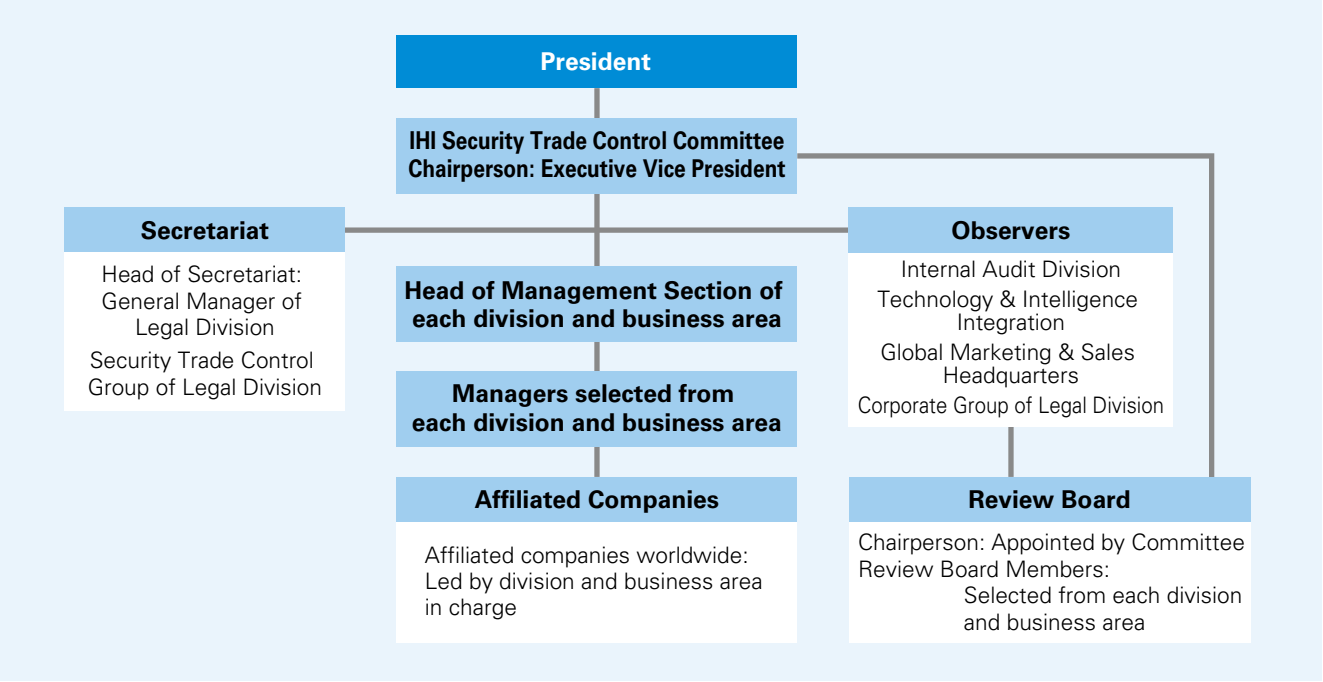 President
IHI Security Trade Control Committee
Chairperson: Executive Vice President
Secretariat
Head of Secretariat:
General Manager of
Legal Division
Security Trade Control
Group of Legal Division
Observers
Internal Audit Division
Technology & Intelligence
Integration
Global Marketing & Sales
Headquarters
Corporate Group of Legal Division
Head of Management Section of
each division and business area
Managers selected from
each division and business area
Affiliated Companies
Affiliated companies worldwide:
Led by division and business area
in charge
Review Board
Chairperson: Appointed by Committee
Review Board Members:
Selected from each division
and business area